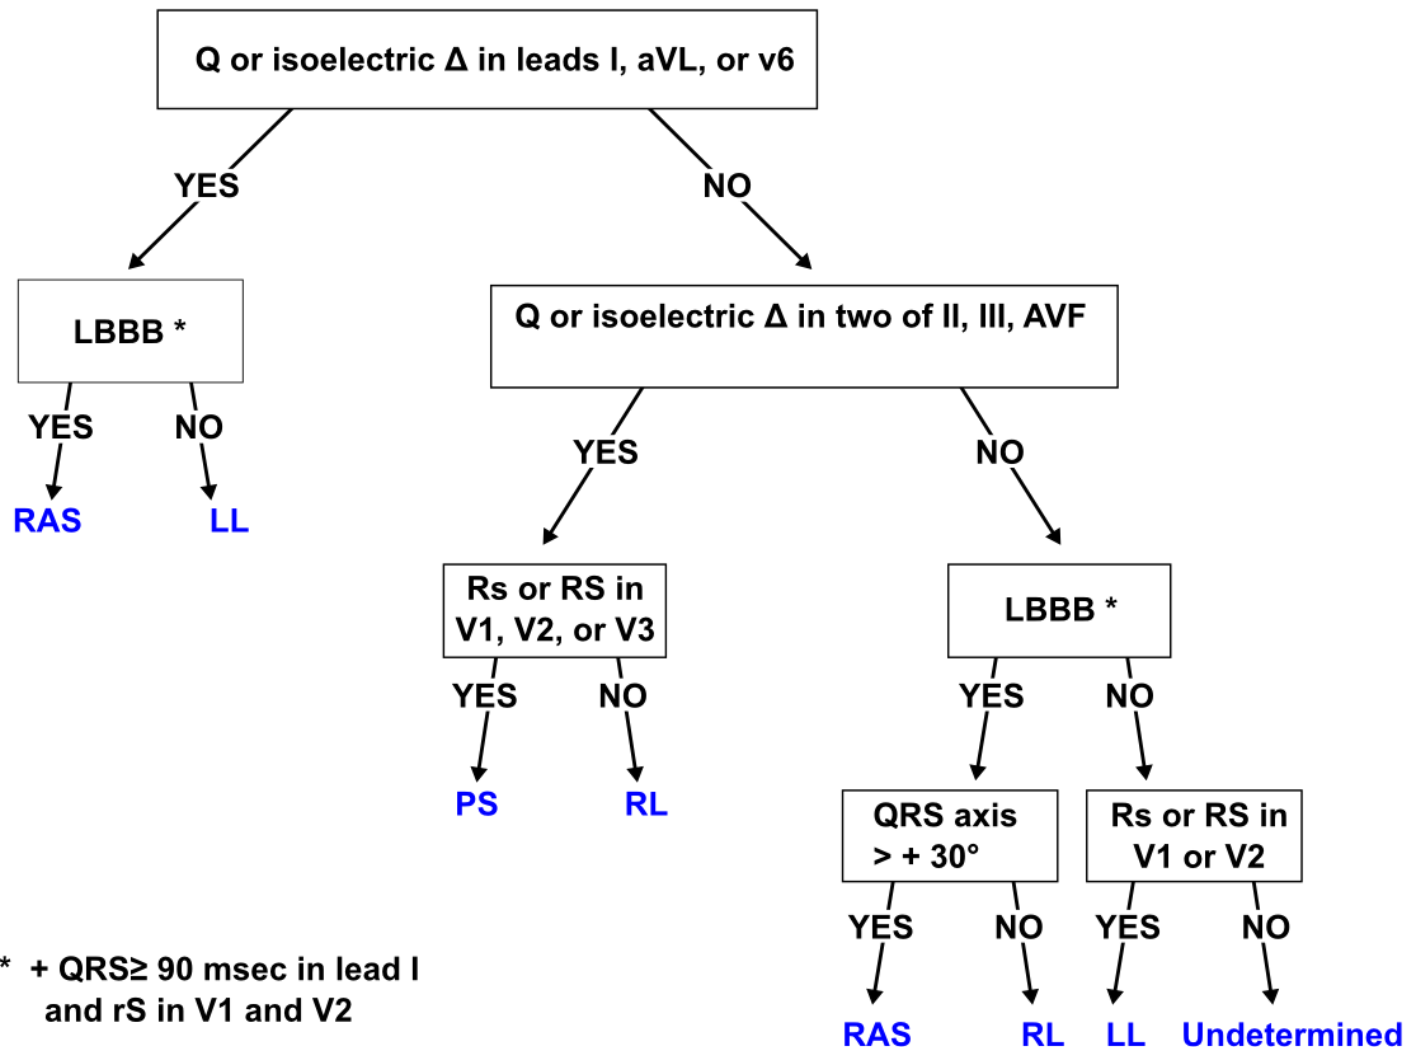 Q or isoelectric Δ in leads I, aVL, or v6
YES
NO
LBBB *
Q or isoelectric Δ in two of II, III, AVF
YES
NO
YES
NO
RAS
LL
Rs or RS in
V1, V2, or V3
LBBB *
YES
NO
YES
NO
PS
RL
QRS axis
> + 30°
Rs or RS in
V1 or V2
YES
NO
YES
NO
* + QRS≥ 90 msec in lead I
and rS in V1 and V2
RAS
RL
LL
Undetermined